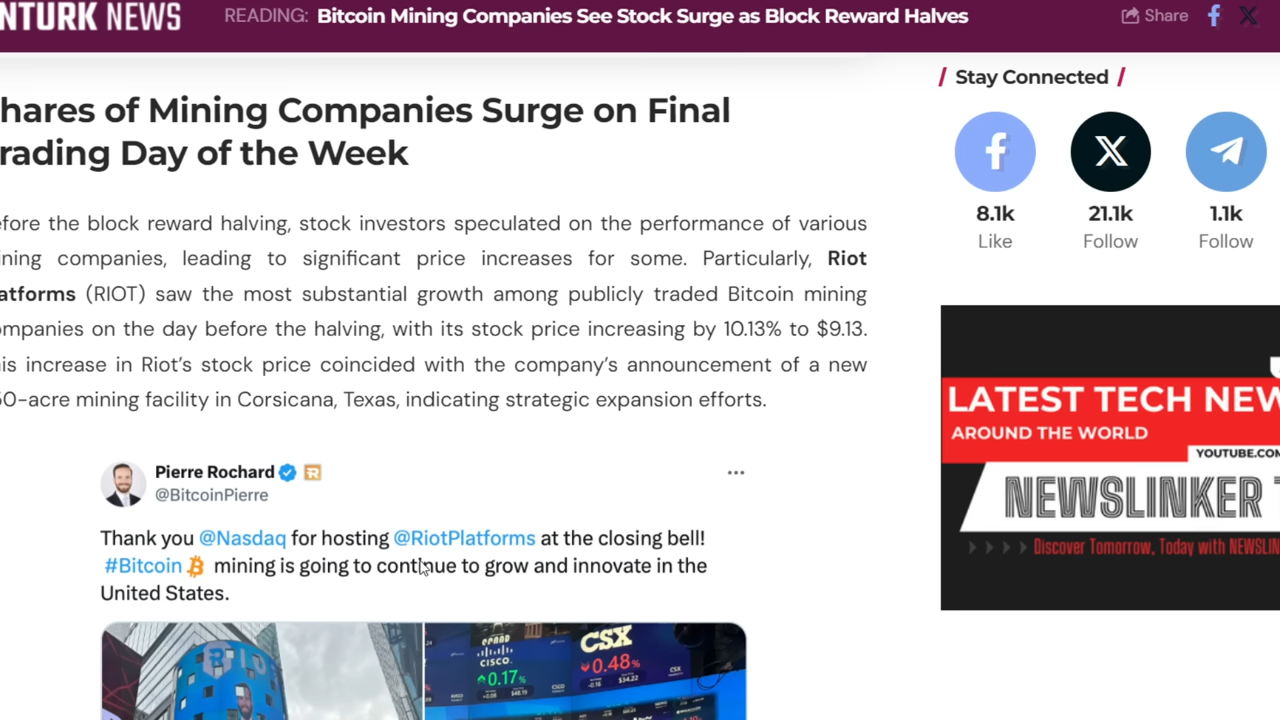 NTURK NEWS
READING: Bitcoin Mining Companies See Stock Surge as Block Reward Halves
Share
hares of Mining Companies Surge on Final
rading Day of the Week
efore the block reward halving, stock investors speculated on the performance of various
ining companies, leading to significant price increases for some. Particularly, Riot
atforms (RIOT) saw the most substantial growth among publicly traded Bitcoin mining
ompanies on the day before the halving, with its stock price increasing by 10.13% to $9.13.
is increase in Riot's stock price coincided with the company's announcement of a new
50-acre mining facility in Corsicana, Texas, indicating strategic expansion efforts.
Pierre Rochard
@BitcoinPierre
Thank you @Nasdaq for hosting @RiotPlatforms at the closing bell!
#Bitcoin mining is going to continue to grow and innovate in the
United States.
RIOT
CISCO
0.17%
CSX
0.48%
$34.22
/ Stay Connected /
8.1k
Like
21.1k
Follow
1.1k
Follow
LATEST TECH NEW
AROUND THE WORLD
YOUTUBE.COM
NEWSLINKER T
Discover Tomorrow, Today with NEWSLIN